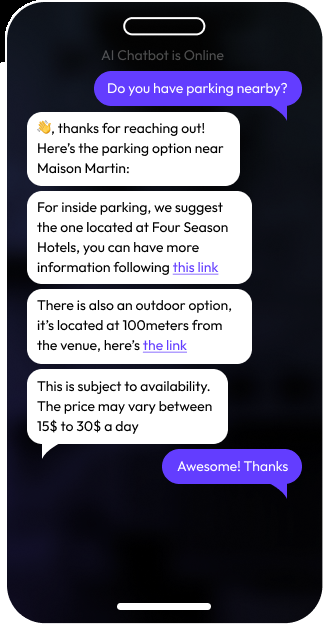 AI Chatbot is Online
Do you have parking nearby?
👋, thanks for reaching out!
Here's the parking option near
Maison Martin:
For inside parking, we suggest
the one located at Four Season
Hotels, you can have more
information following this link
There is also an outdoor option,
it's located at 100meters from
the venue, here's the link
This is subject to availability.
The price may vary between
15$ to 30$ a day
Awesome! Thanks